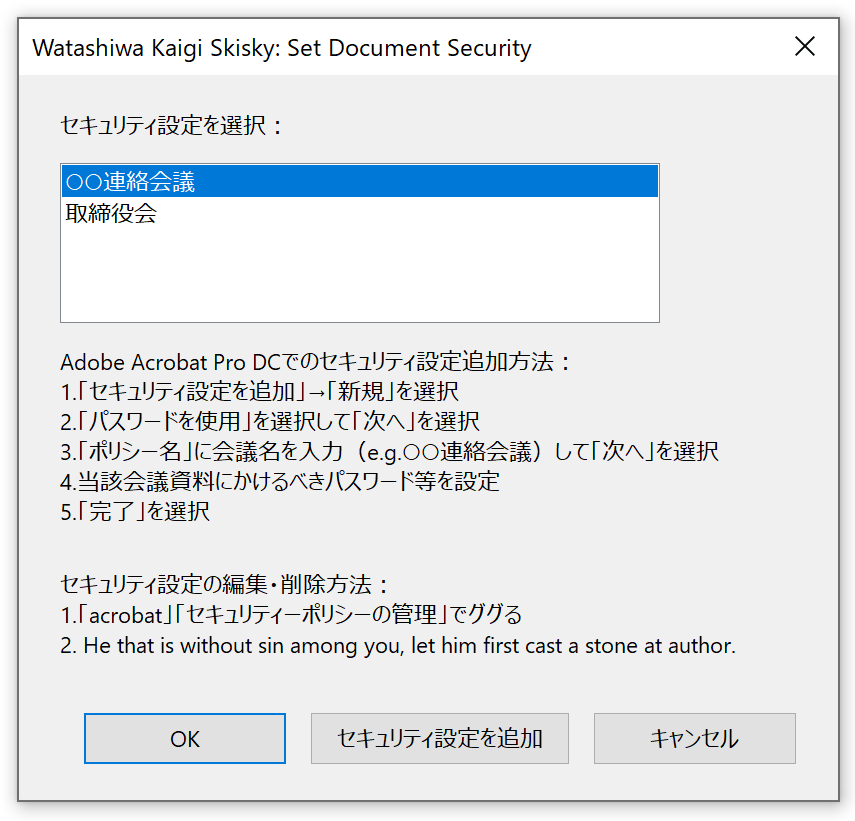 Watashiwa Kaigi Skisky: Set Document Security
セキュリティ設定を選択：
○○連絡会議
取締役会
Adobe Acrobat Pro DCでのセキュリティ設定追加方法：
1.「セキュリティ設定を追加」→「新規」を選択
2.「パスワードを使用」を選択して「次へ」を選択
3.「ポリシー名」に会議名を入力（e.g.○○連絡会議）して「次へ」を選択
4.当該会議資料にかけるべきパスワード等を設定
5.「完了」を選択
セキュリティ設定の編集・削除方法：
1.「acrobat」「セキュリティーポリシーの管理」でググる
2. He that is without sin among you, let him first cast a stone at author.
OK
セキュリティ設定を追加
キャンセル